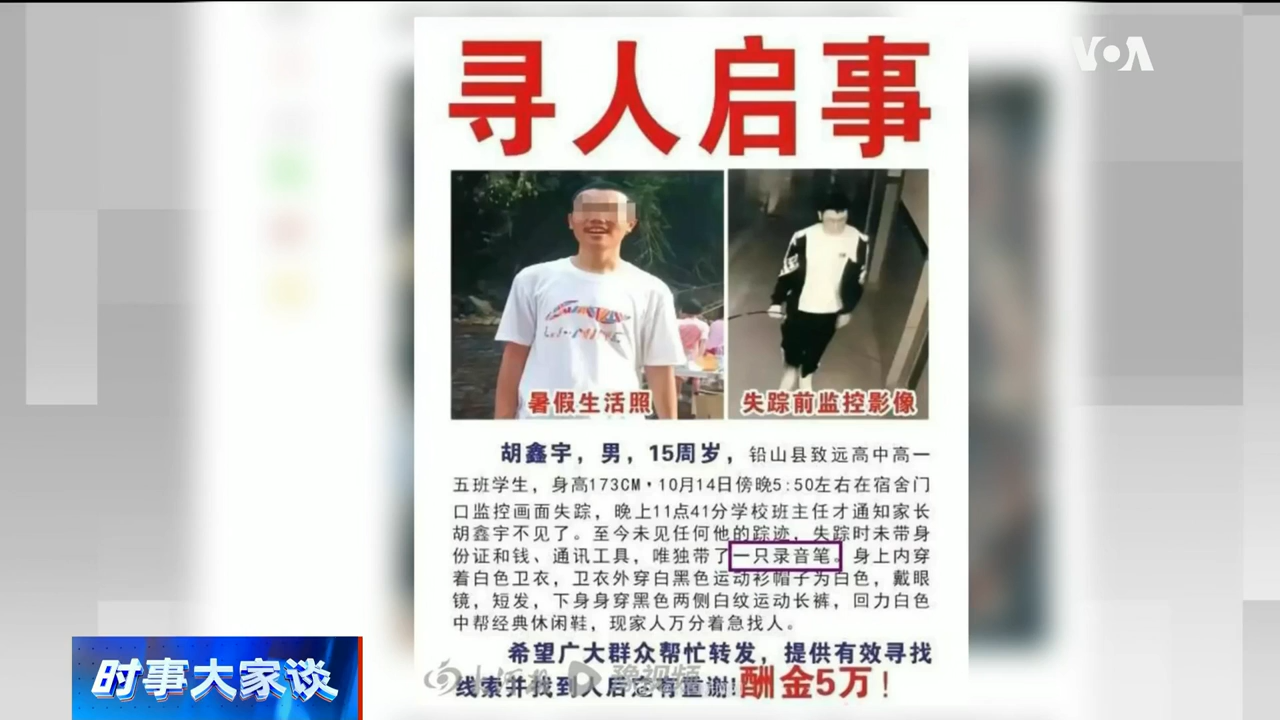 VOA
寻人启事
暑假生活照
失踪前监控影像
胡鑫宇，男，15周岁，铅山县致远高中高一
五班学生，身高173CM·10月14日傍晚5:50左右在宿舍门
口监控画面失踪，晚上11点41分学校班主任才通知家长
胡鑫宇不见了。至今未见任何他的踪迹，失踪时未带身
份证和钱、通讯工具，唯独带了一只录音笔。身上内穿
着白色卫衣，卫衣外穿白黑色运动衫帽子为白色，戴眼
镜，短发，下身身穿黑色两侧白纹运动长裤，回力白色
中帮经典休闲鞋，现家人万分着急找人。
希望广大群众帮忙转发，提供有效寻找
线索并找到人后定有重谢!酬金5万！
豫视频
时事大家谈